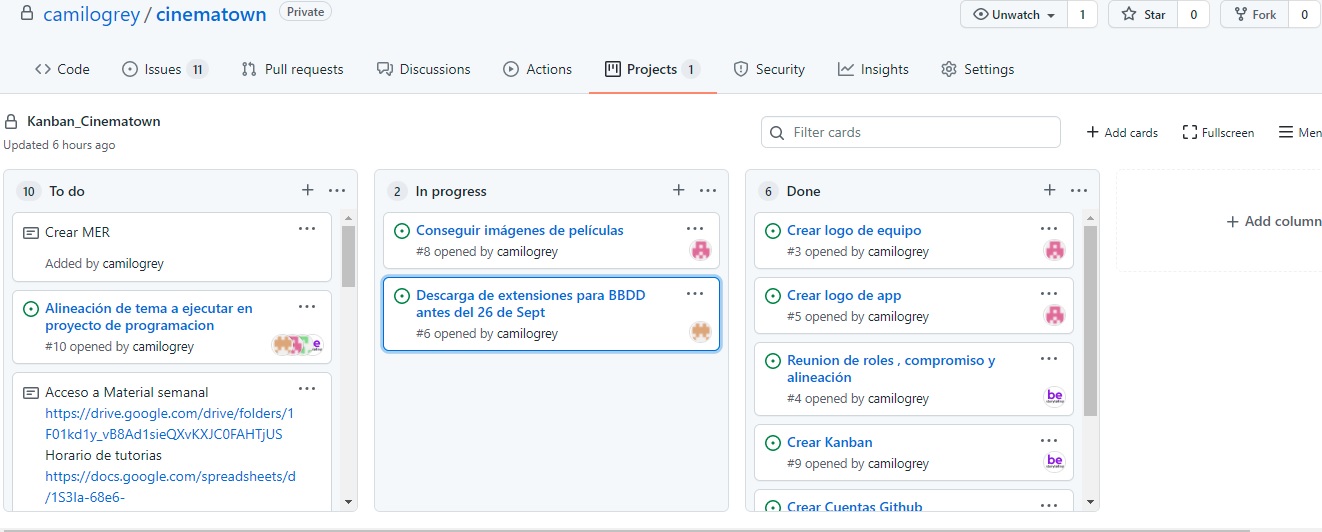 camilogrey / cinematown Private
Unwatch 1 Star 0 Fork 0
Code Issues 11 Pull requests Discussions Actions Projects 1 Security Insights Settings
Kanban_Cinematown
Updated 6 hours ago
Filter cards
Add cards Fullscreen Men
10 To do
Crear MER
Added by camilogrey
Alineación de tema a ejecutar en
proyecto de programacion
#10 opened by camilogrey
Acceso a Material semanal
https://drive.google.com/drive/folders/1
F01kd1y_vB8Ad1sieQXvKXJC0FAHTjUS
Horario de tutorias
https://docs.google.com/spreadsheets/d
/1S3Ia-68e6-
2 In progress
Conseguir imágenes de películas
#8 opened by camilogrey
Descarga de extensiones para BBDD
antes del 26 de Sept
#6 opened by camilogrey
6 Done
Crear logo de equipo
#3 opened by camilogrey
Crear logo de app
#5 opened by camilogrey
Reunion de roles , compromiso y
alineación
#4 opened by camilogrey
be
Crear Kanban
#9 opened by camilogrey
be
Crear Cuentas Github
Add column